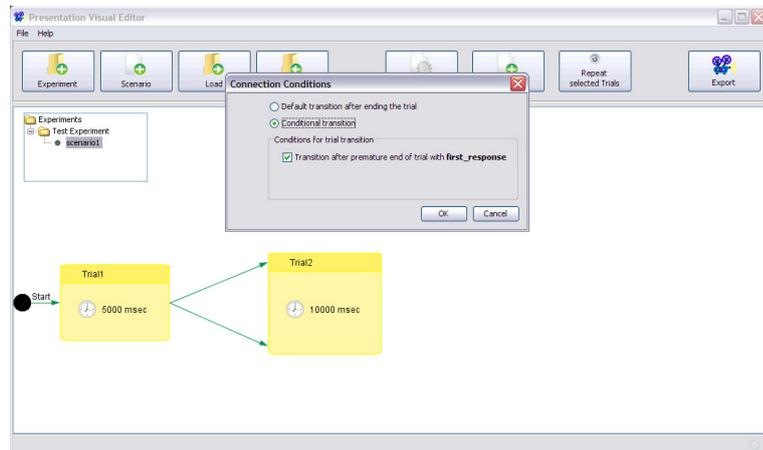 Presentation Visual Editor
File Help
Experiment
Scenario
Load
Repeat
selected Trials
Export
Connection Conditions
Default transition after ending the trial
Conditional transition
Conditions for trial transition
Transition after premature end of trial with first_response
OK
Cancel
Experiments
Test Experiment
scenario1
Start
Trial1
5000 msec
Trial2
10000 msec